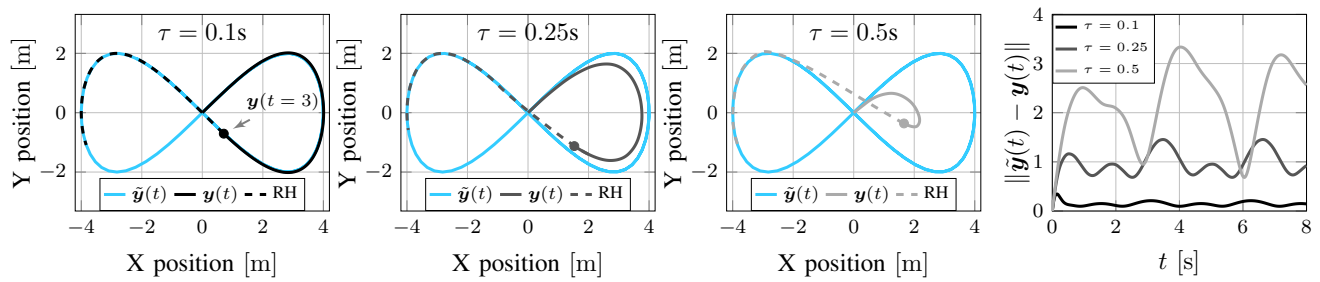 τ = 0.1s
Y position [m]
2
0
−2
y(t = 3)
ỹ(t) y(t) RH
−4 −2 0 2 4
X position [m]
τ = 0.25s
Y position [m]
2
0
−2
ỹ(t) y(t) RH
−4 −2 0 2 4
X position [m]
τ = 0.5s
Y position [m]
2
0
−2
ỹ(t) y(t) RH
−4 −2 0 2 4
X position [m]
‖ỹ(t) − y(t)‖
4
3
2
1
0
τ = 0.1
τ = 0.25
τ = 0.5
0 2 4 6 8
t [s]